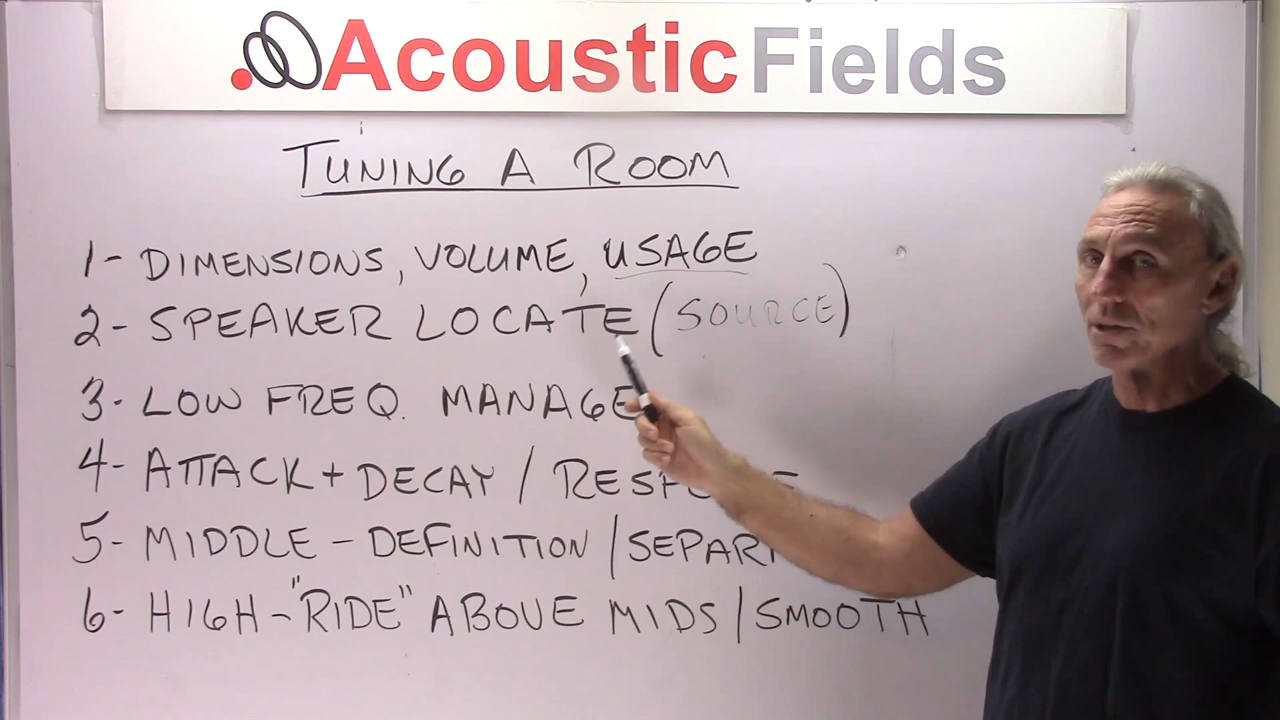 AcousticFields
TUNING A ROOM
1- DIMENSIONS, VOLUME, USAGE
2- SPEAKER LOCATE (SOURCE)
3- LOW FREQ. MANAGE
4- ATTACK + DECAY / RESP
5- MIDDLE - DEFINITION / SEPAR
6- HIGH - "RIDE" ABOVE MIDS / SMOOTH